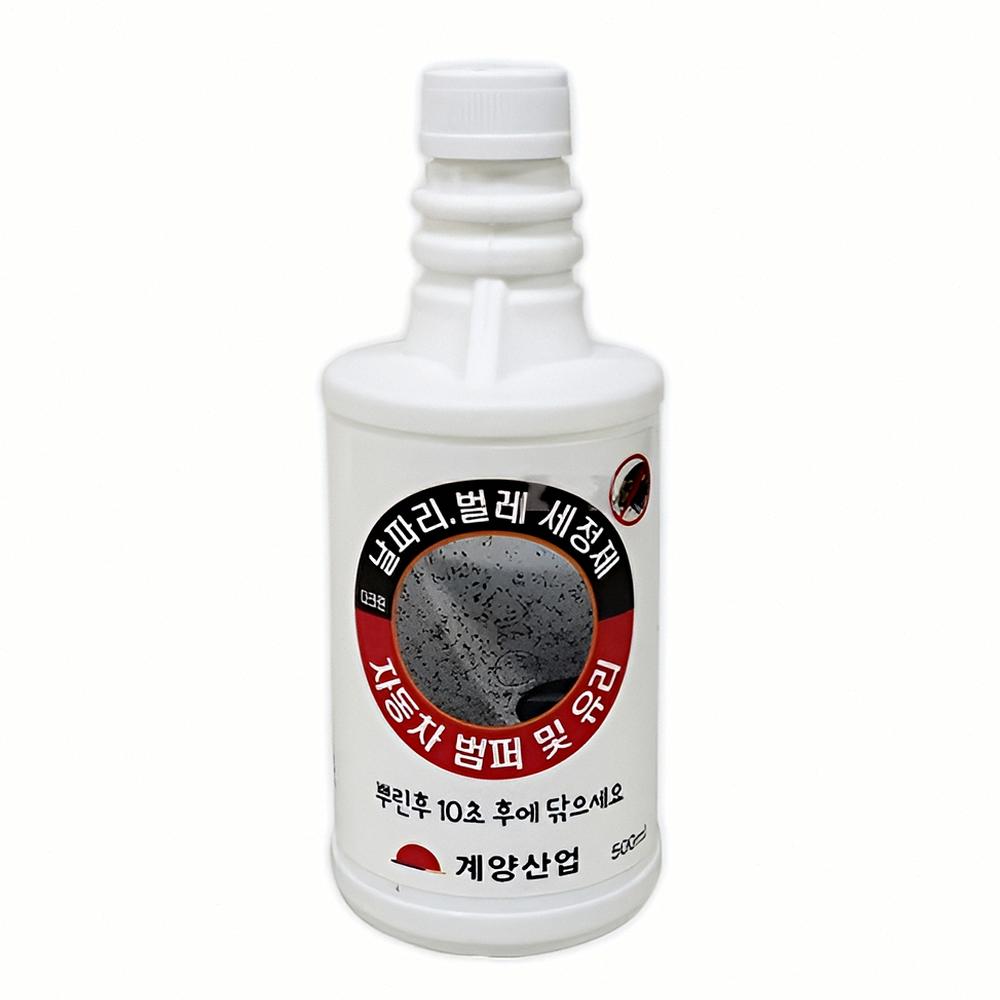 날파리.벌레 세정제
자동차 범퍼 및 유리
뿌린후 10초 후에 닦으세요
계양산업
500ml